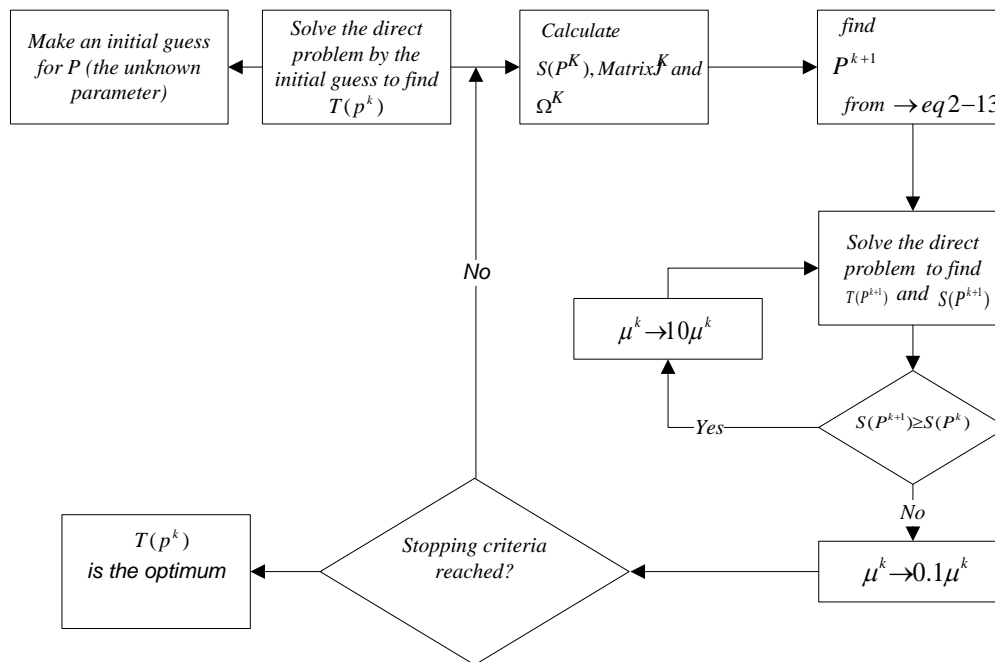 Make an initial guess
for P (the unknown
parameter)
Solve the direct
problem by the
initial guess to find
T(p^k)
Calculate
S(P^K), Matrix J^K and
Ω^K
find
P^{k+1}
from → eq 2-13
Solve the direct
problem to find
T(P^{k+1}) and S(P^{k+1})
μ^k→10μ^k
S(P^{k+1})≥S(P^k)
Yes
No
μ^k→0.1μ^k
Stopping criteria
reached?
No
T(p^k)
is the optimum